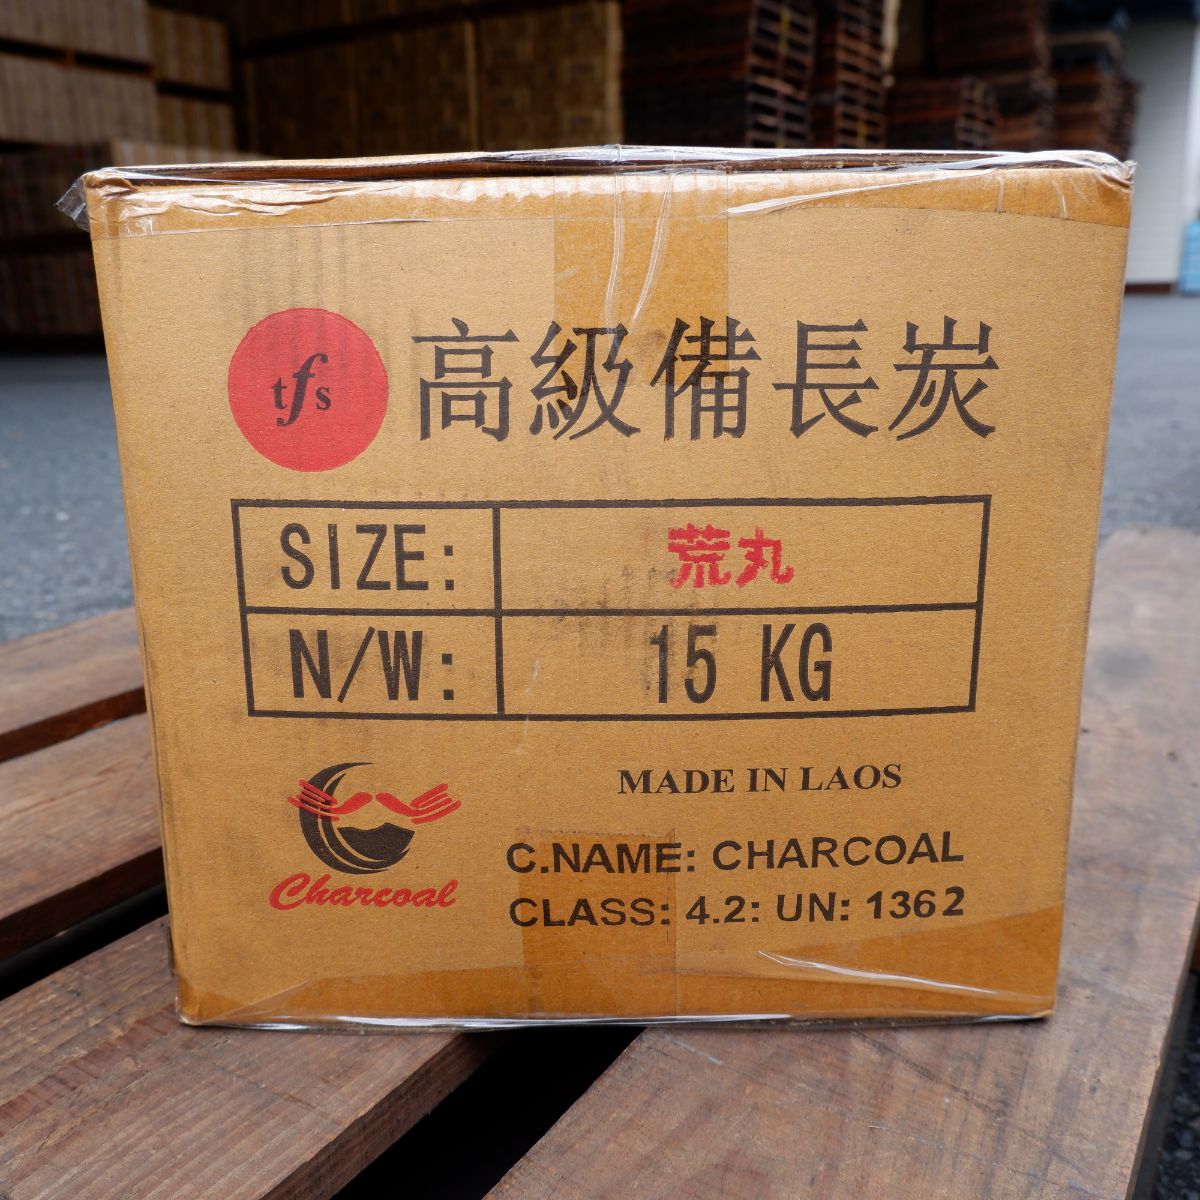 tfs 高級備長炭
SIZE: 荒丸
N/W: 15 KG
MADE IN LAOS
C.NAME: CHARCOAL
CLASS: 4.2: UN: 1362
Charcoal